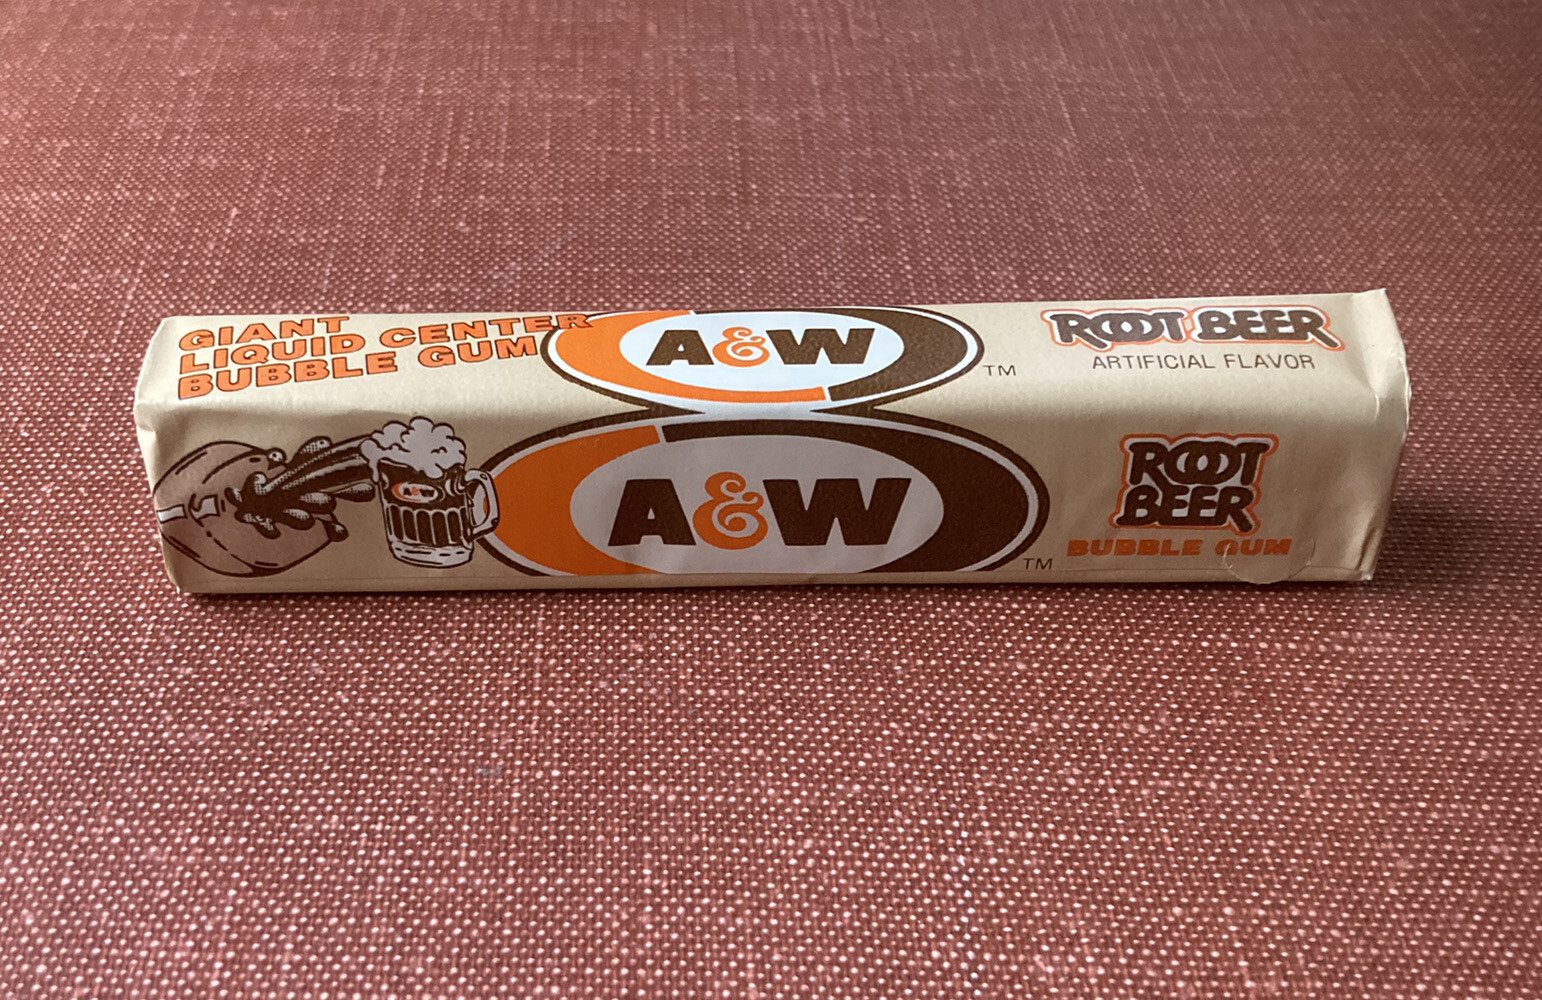 GIANT
LIQUID CENTER
BUBBLE GUM
A&W
TM
ROOT BEER
ARTIFICIAL FLAVOR
A&W
A&W
TM
ROOT
BEER
BUBBLE GUM